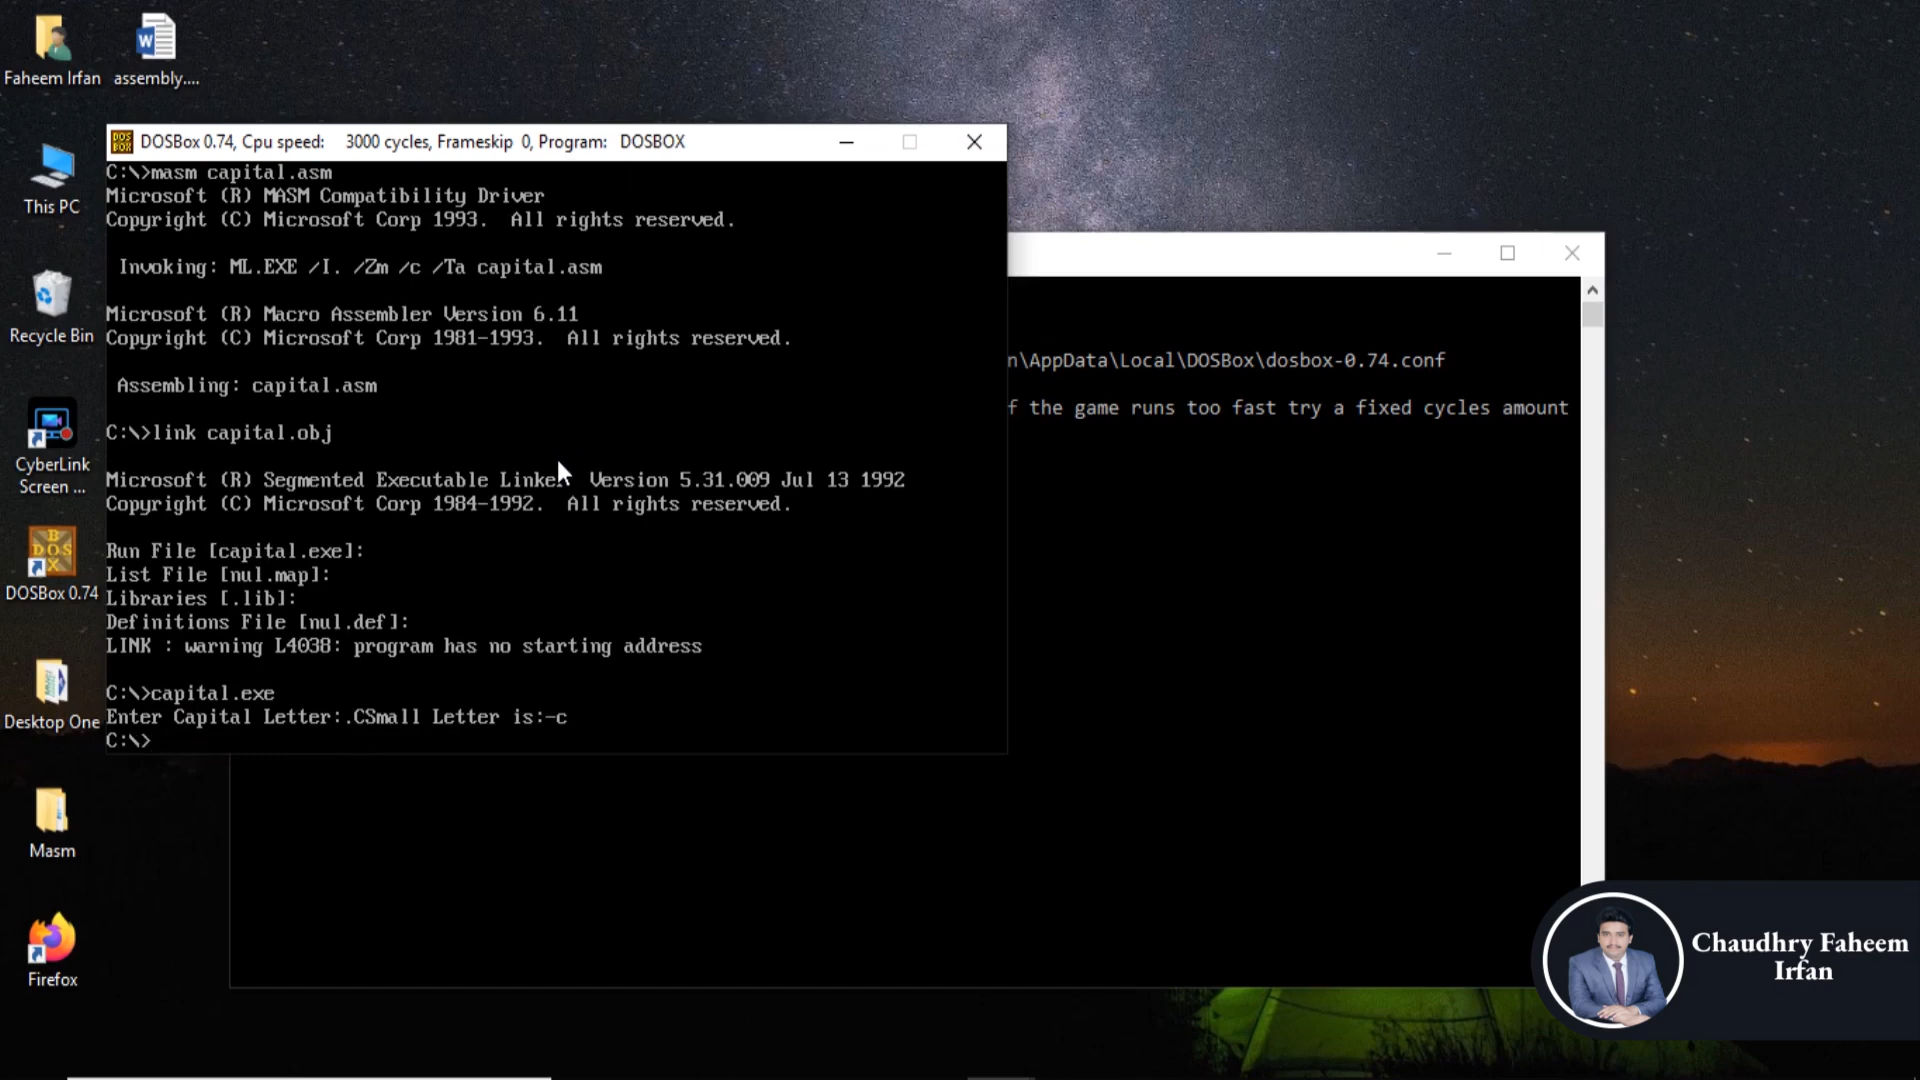 Faheem Irfan
assembly....
This PC
Recycle Bin
CyberLink
Screen ...
DOSBox 0.74
Desktop One
Masm
Firefox
DOSBox 0.74, Cpu speed: 3000 cycles, Frameskip 0, Program: DOSBOX
C:\>masm capital.asm
Microsoft (R) MASM Compatibility Driver
Copyright (C) Microsoft Corp 1993. All rights reserved.
Invoking: ML.EXE /I. /Zm /c /Ta capital.asm
Microsoft (R) Macro Assembler Version 6.11
Copyright (C) Microsoft Corp 1981-1993. All rights reserved.
Assembling: capital.asm
C:\>link capital.obj
Microsoft (R) Segmented Executable Linker Version 5.31.009 Jul 13 1992
Copyright (C) Microsoft Corp 1984-1992. All rights reserved.
Run File [capital.exe]:
List File [nul.map]:
Libraries [.lib]:
Definitions File [nul.def]:
LINK : warning L4038: program has no starting address
C:\>capital.exe
Enter Capital Letter:.CSmall Letter is:-c
C:\>
n\AppData\Local\DOSBox\dosbox-0.74.conf
f the game runs too fast try a fixed cycles amount
Chaudhry Faheem
Irfan